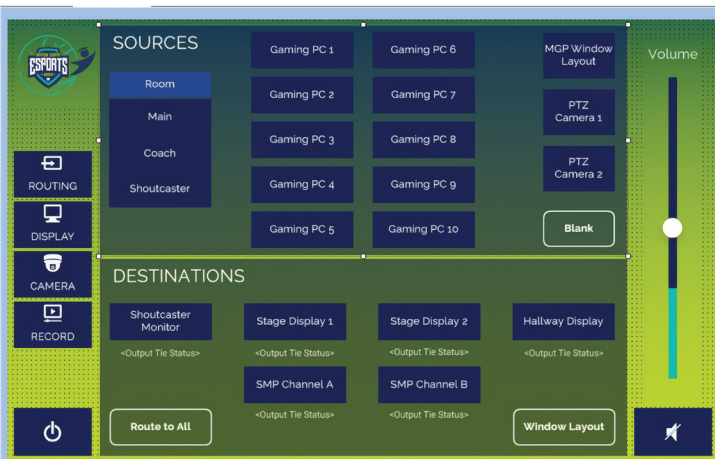 ESPORTS
SOURCES
Room
Main
Coach
Shoutcaster
Gaming PC 1
Gaming PC 2
Gaming PC 3
Gaming PC 4
Gaming PC 5
Gaming PC 6
Gaming PC 7
Gaming PC 8
Gaming PC 9
Gaming PC 10
MGP Window
Layout
PTZ
Camera 1
PTZ
Camera 2
Blank
Volume
ROUTING
DISPLAY
CAMERA
RECORD
DESTINATIONS
Shoutcaster
Monitor
<Output Tie Status>
Stage Display 1
<Output Tie Status>
Stage Display 2
<Output Tie Status>
Hallway Display
<Output Tie Status>
SMP Channel A
<Output Tie Status>
SMP Channel B
<Output Tie Status>
Route to All
Window Layout